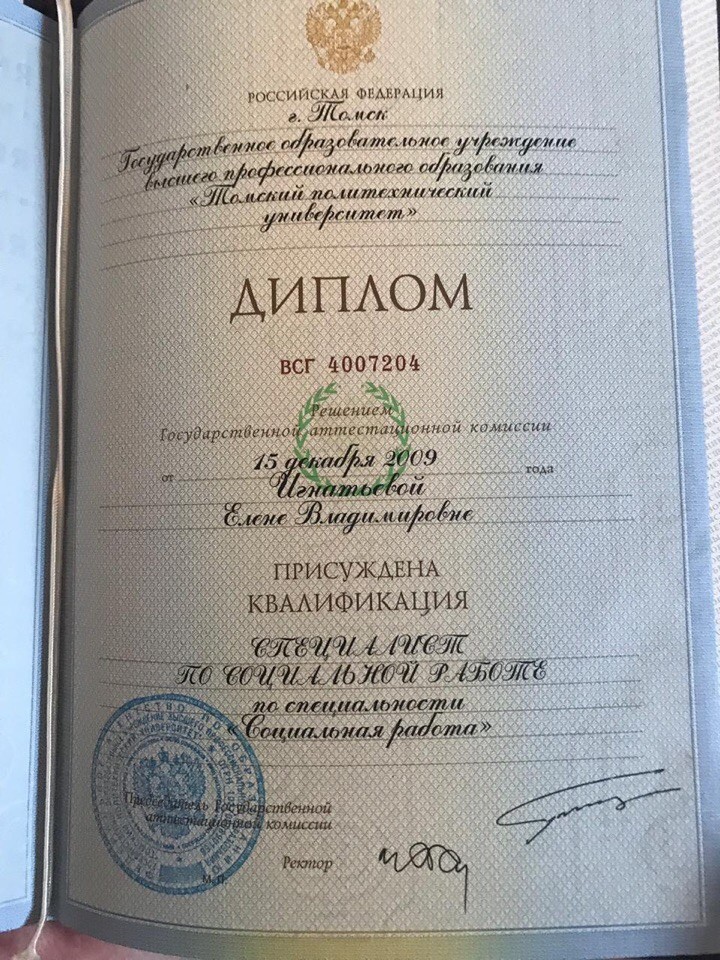 РОССИЙСКАЯ ФЕДЕРАЦИЯ
г. Томск
Государственное образовательное учреждение
высшего профессионального образования
«Томский политехнический
университет»
ДИПЛОМ
ВСГ 4007204
Решением
Государственной аттестационной комиссии
от 15 декабря 2009 года
Игнатьевой
Елене Владимировне
ПРИСУЖДЕНА
КВАЛИФИКАЦИЯ
СПЕЦИАЛИСТ
ПО СОЦИАЛЬНОЙ РАБОТЕ
по специальности
«Социальная работа»
Председатель Государственной
аттестационной комиссии
Ректор
М.П.